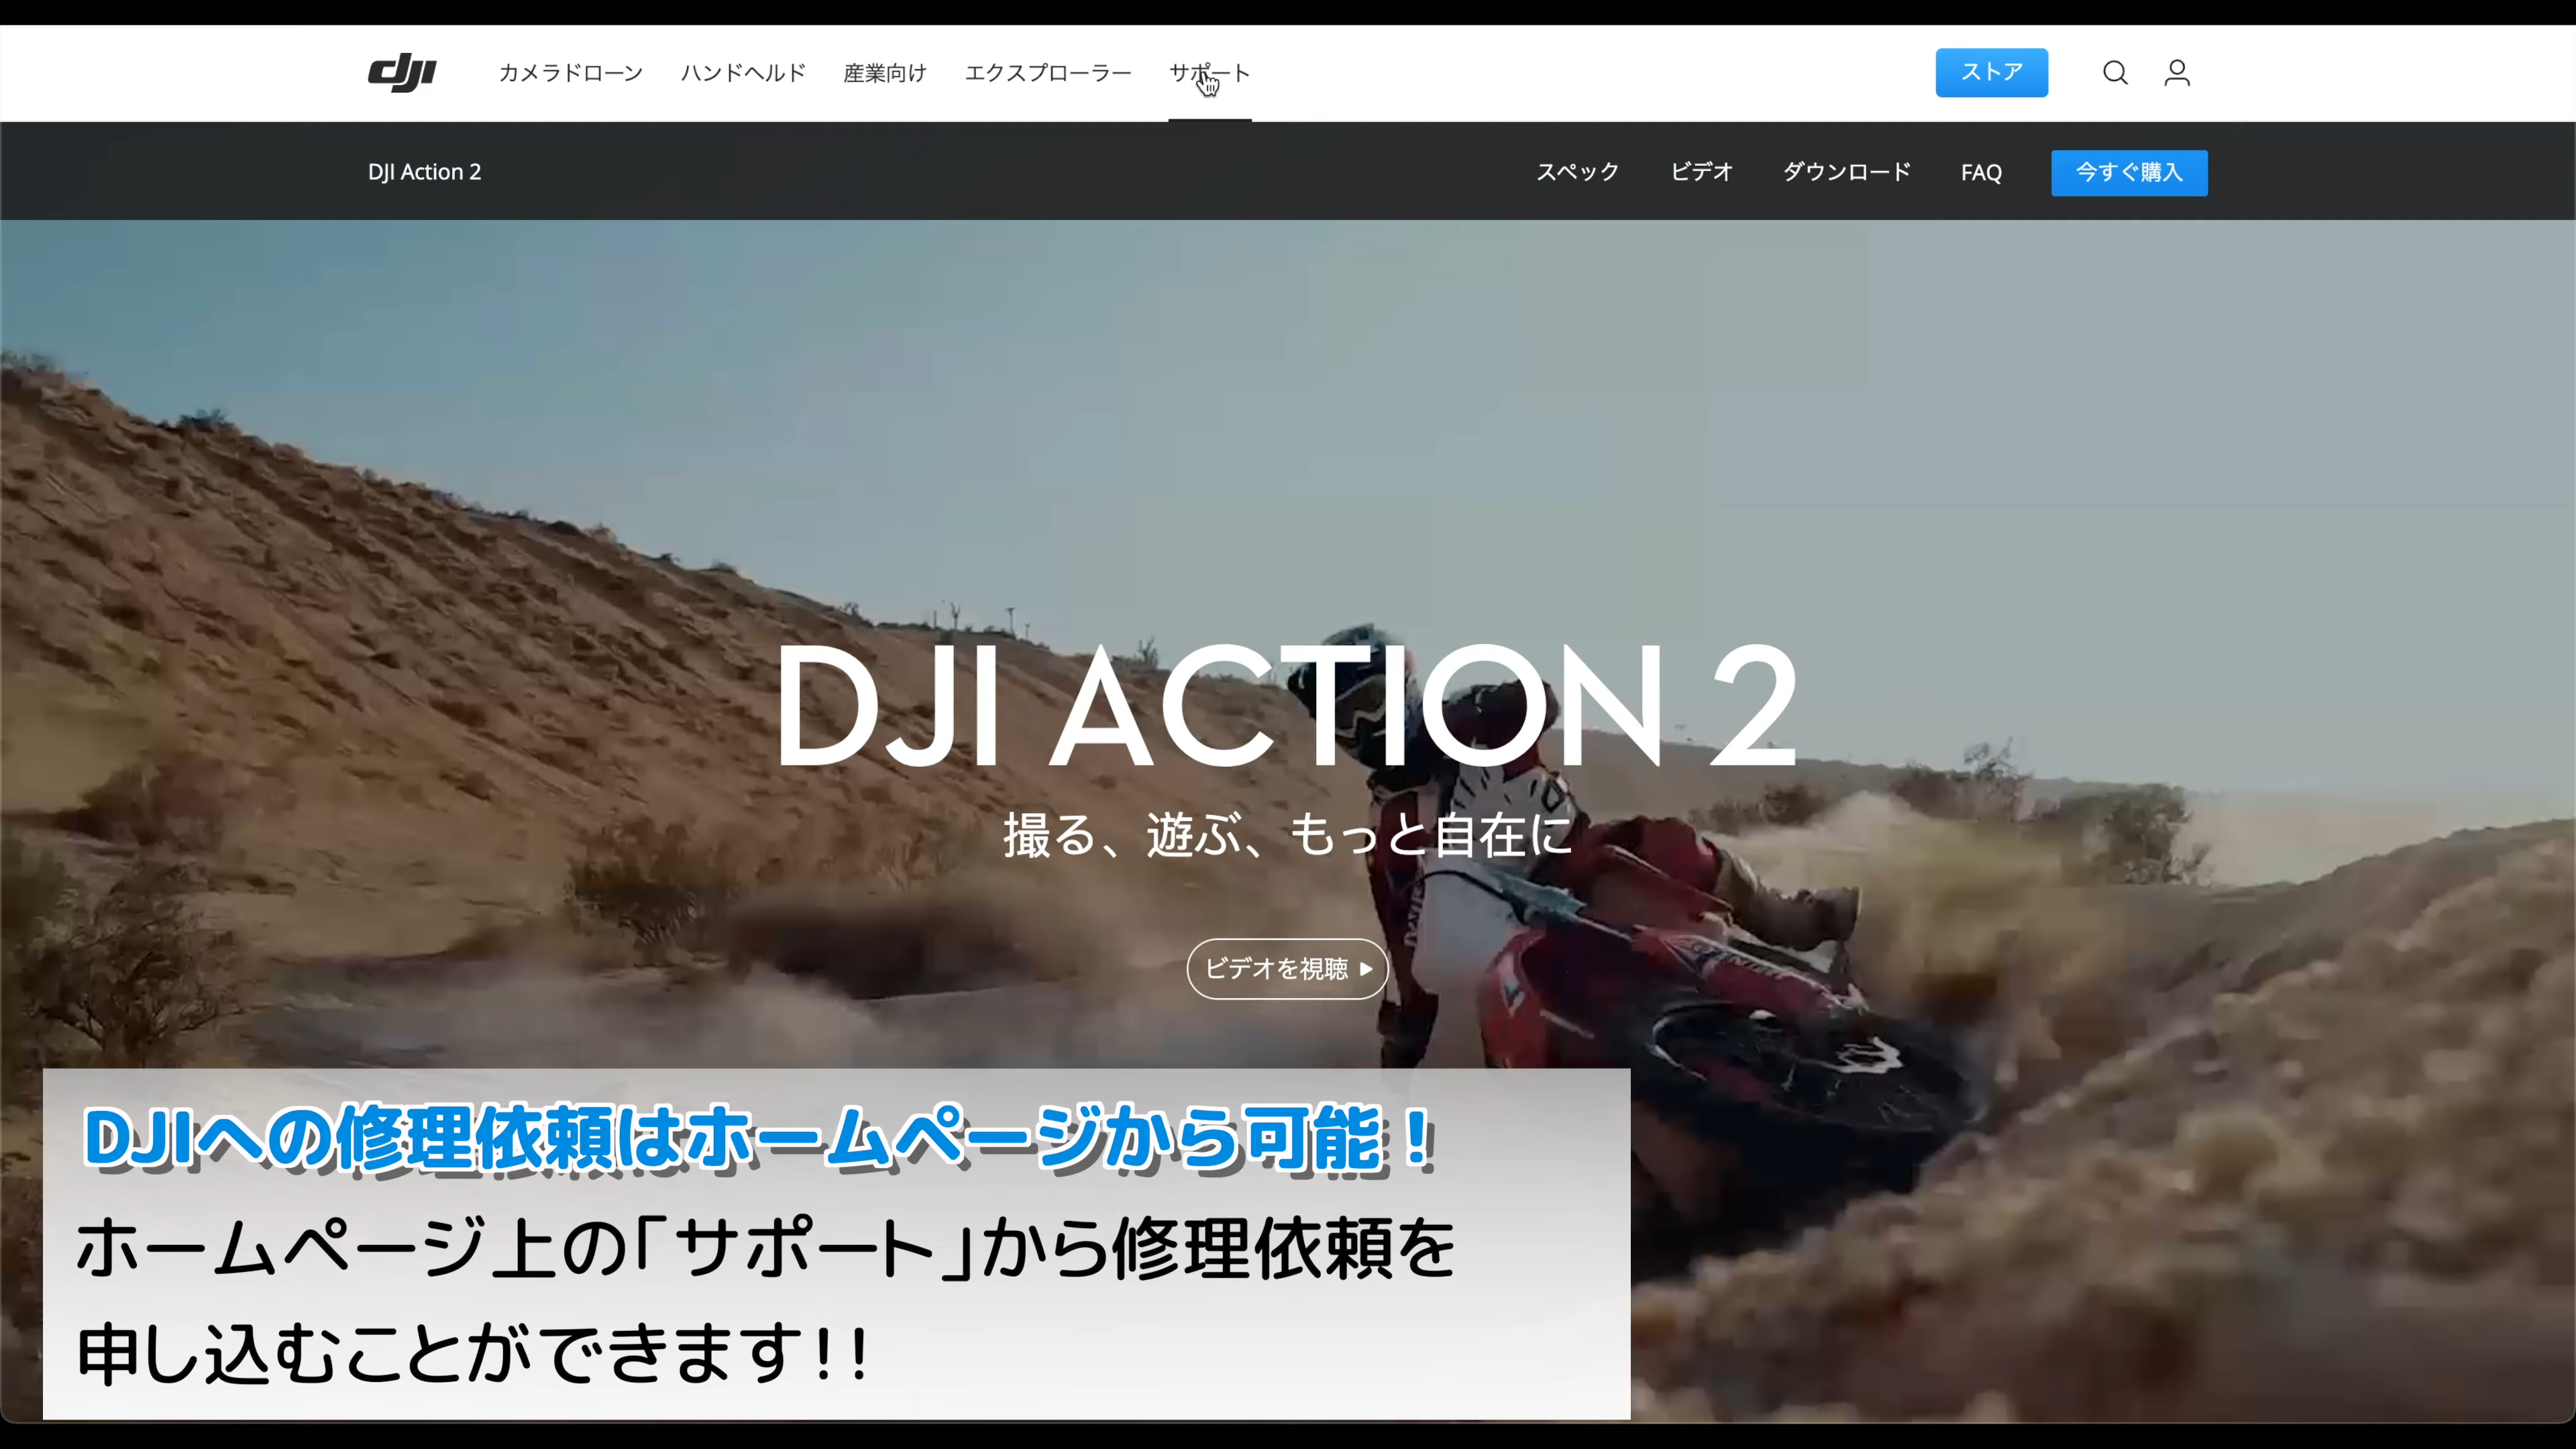 dji カメラドローン ハンドヘルド 産業向け エクスプローラー サポート ストア
DJI Action 2 スペック ビデオ ダウンロード FAQ 今すぐ購入
DJI ACTION 2
撮る、遊ぶ、もっと自在に
ビデオを視聴
DJIへの修理依頼はホームページから可能！
ホームページ上の「サポート」から修理依頼を
申し込むことができます！！